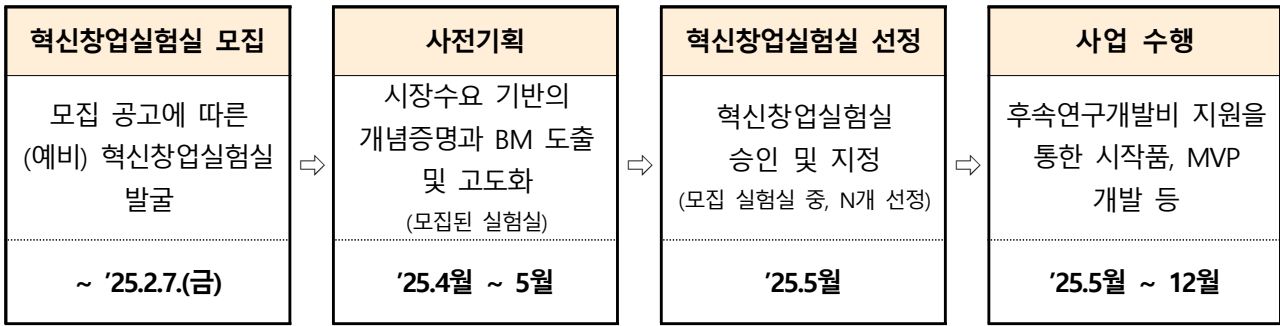 혁신창업실험실 모집
모집 공고에 따른
(예비) 혁신창업실험실
발굴
~ '25.2.7.(금)
⇨
사전기획
시장수요 기반의
개념증명과 BM 도출
및 고도화
(모집된 실험실)
'25.4월 ~ 5월
⇨
혁신창업실험실 선정
혁신창업실험실
승인 및 지정
(모집 실험실 중, N개 선정)
'25.5월
⇨
사업 수행
후속연구개발비 지원을
통한 시작품, MVP
개발 등
'25.5월 ~ 12월